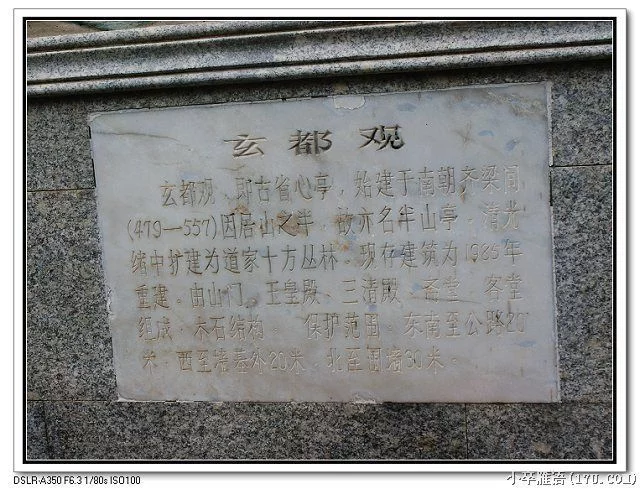 玄都观
玄都观，即古省心亭，始建于南朝齐梁间
(479—557)因居山之半，故亦名半山亭。清光
绪中扩建为道家十方丛林。现存建筑为1985年
重建。由山门、玉皇殿、三清殿、斋堂、客堂
组成，木石结构。 保护范围：东南至公路20
米，西至墙基外20米，北至围墙30米。
DSLR-A350 F6.3 1/80s ISO100